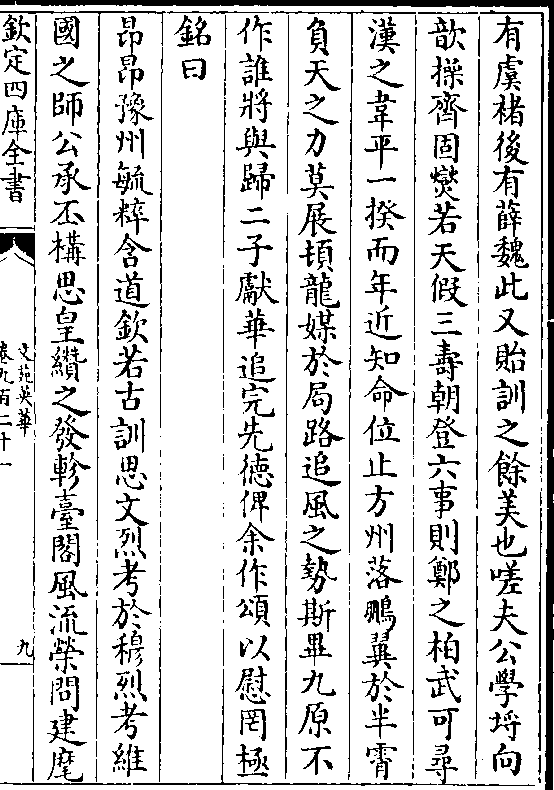 有虞褚後有薛魏此又貽訓之餘美也嗟夫公學埒向
歆操齊固爕若天假三壽朝登六事則鄭之栢武可尋
漢之韋平一揆而年近知命位止方州落鵬翼於半霄
負天之力莫展頓龍媒於局路追風之勢斯畢九原不
作誰將與歸二子獻華追完先德俾余作頌以慰罔極
銘曰
昂昂豫州毓粹含道欽若古訓思文烈考於穆烈考維
國之師公承丕構思皇纘之發軫臺閣風流榮問建麾
欽定四庫全書
文苑英華
卷九百二十一
九